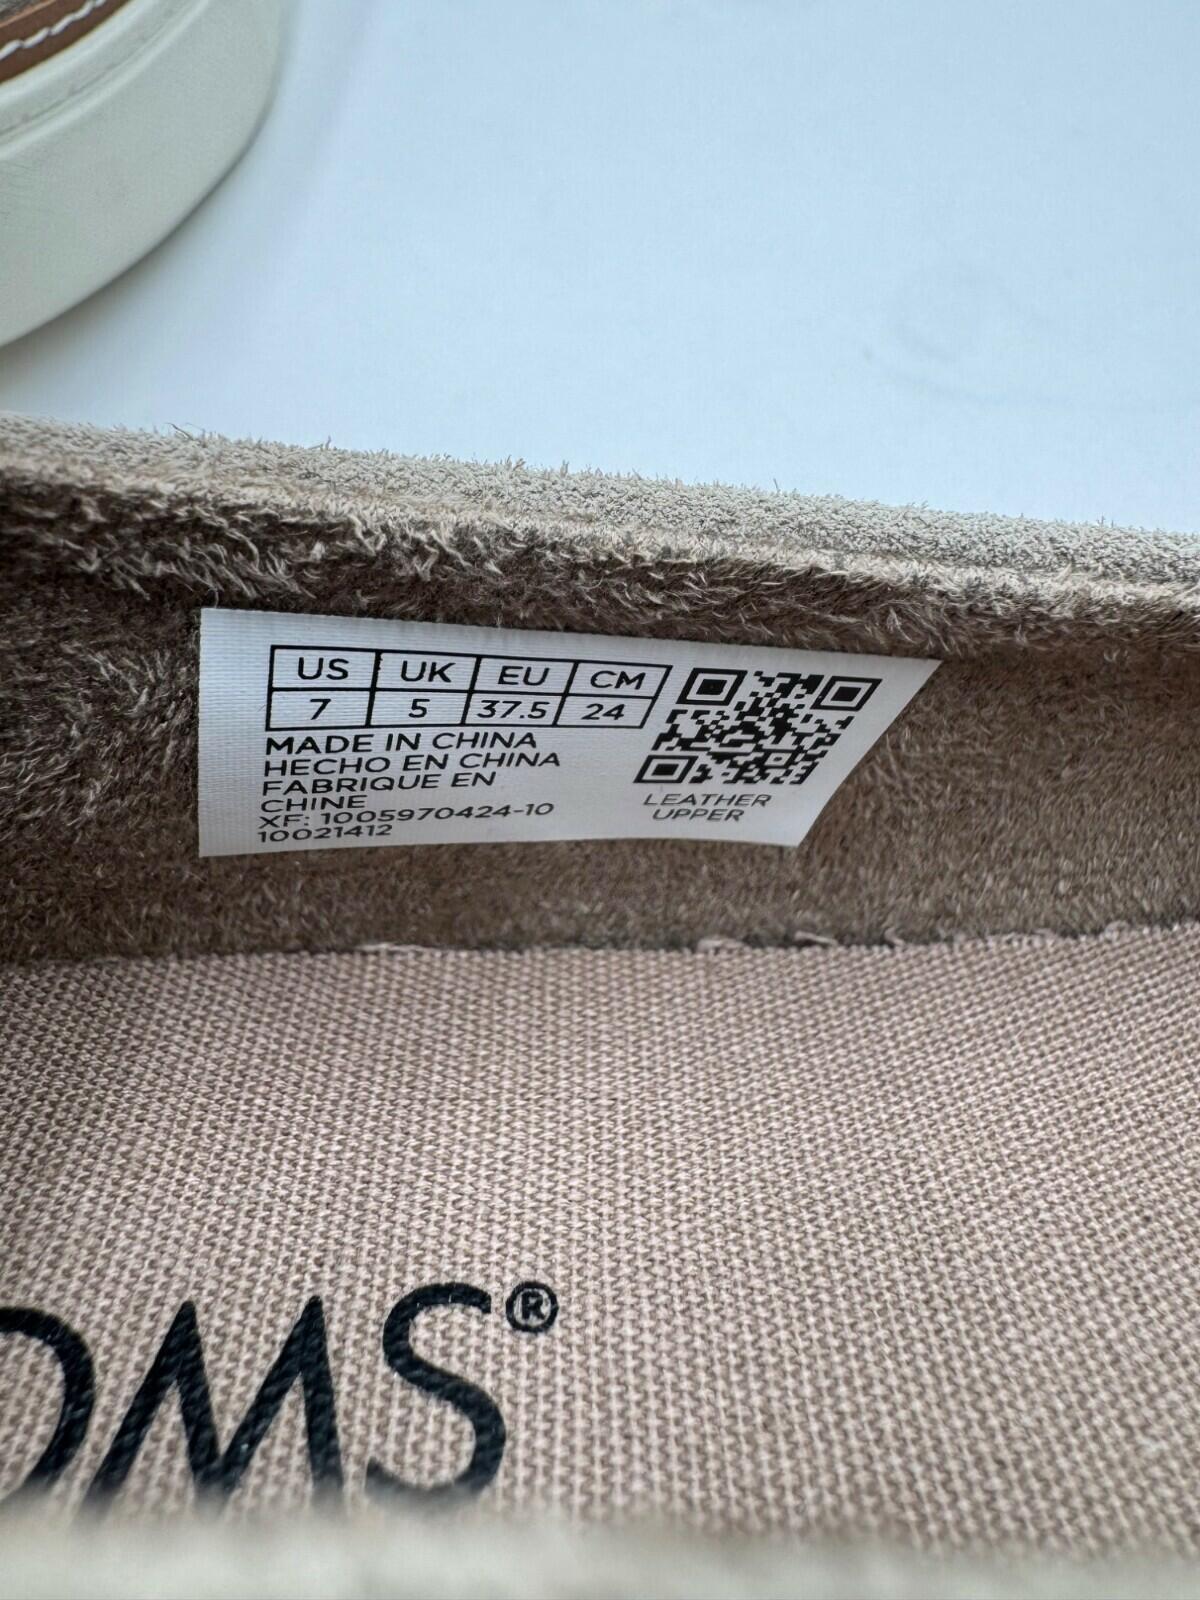 US UK EU CM
7 5 37.5 24
MADE IN CHINA
HECHO EN CHINA
FABRIQUE EN
CHINE
XF: 1005970424-10
10021412
LEATHER
UPPER
OMS®